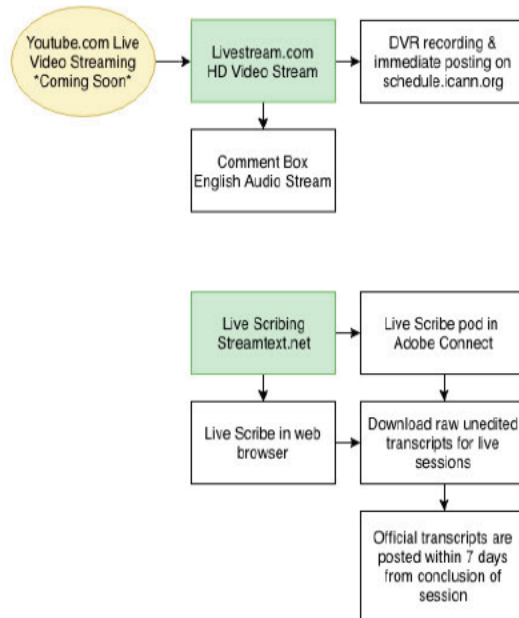 Youtube.com Live
Video Streaming
*Coming Soon*
Livestream.com
HD Video Stream
DVR recording &
immediate posting on
schedule.icann.org
Comment Box
English Audio Stream
Live Scribing
Streamtext.net
Live Scribe pod in
Adobe Connect
Live Scribe in web
browser
Download raw unedited
transcripts for live
sessions
Official transcripts are
posted within 7 days
from conclusion of
session